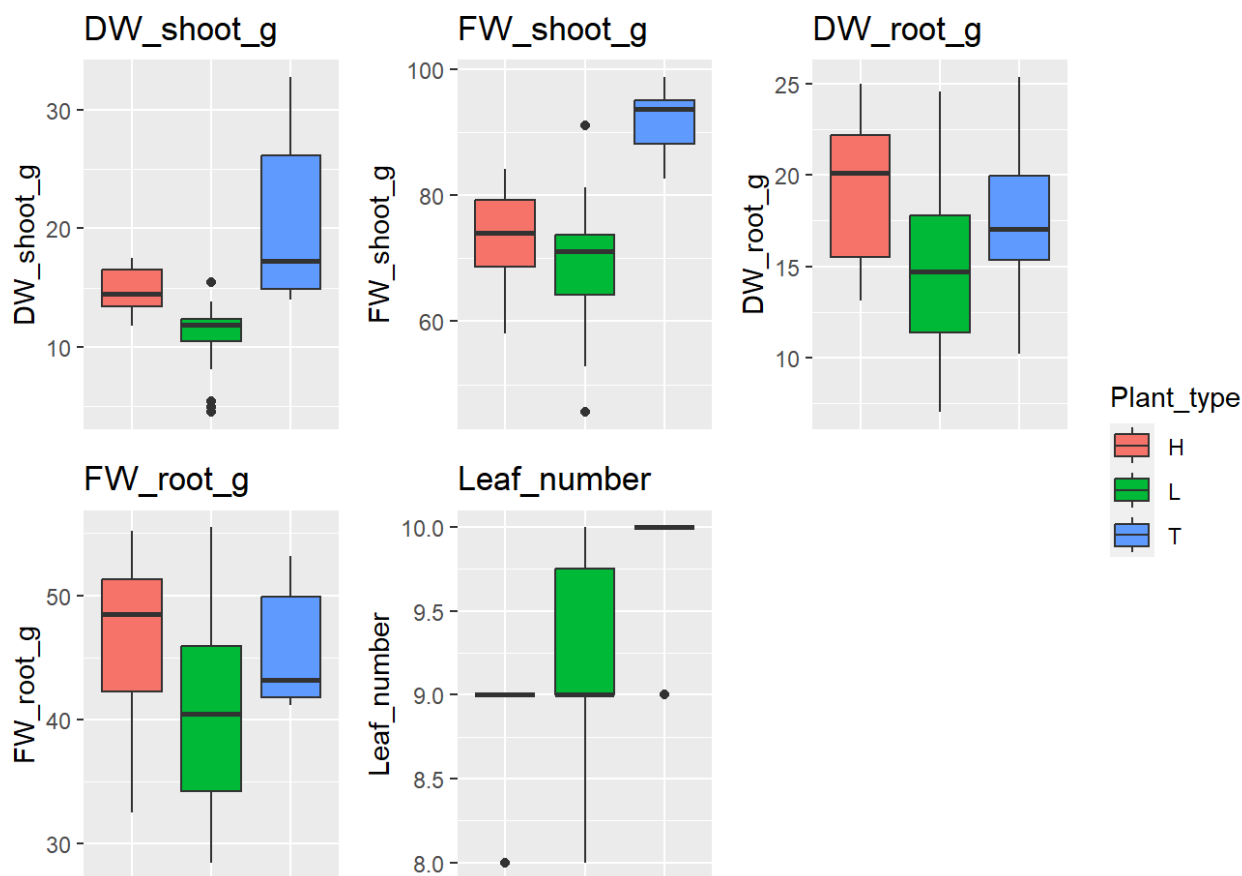 DW_shoot_g
DW_shoot_g
30
20
10
FW_shoot_g
FW_shoot_g
100
80
60
DW_root_g
DW_root_g
25
20
15
10
FW_root_g
FW_root_g
50
40
30
Leaf_number
Leaf_number
10.0
9.5
9.0
8.5
8.0
Plant_type
H
L
T